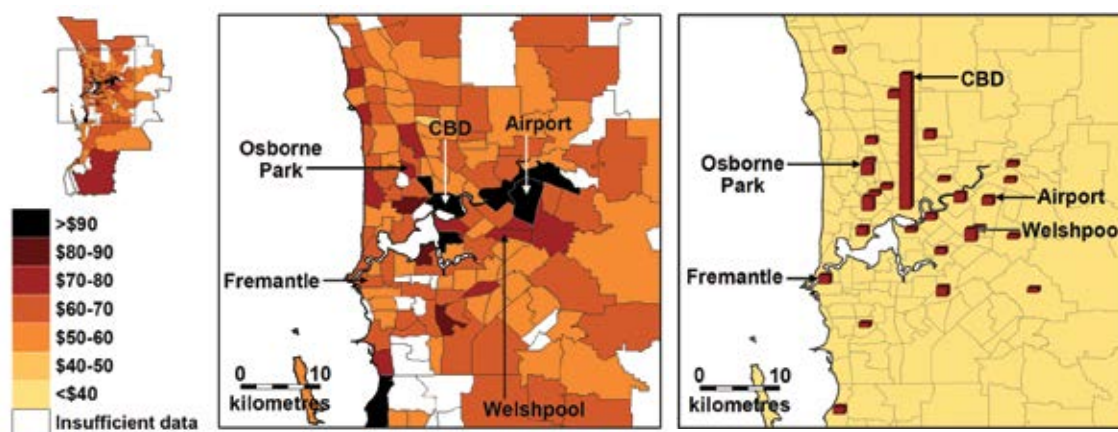 >$90
$80-90
$70-80
$60-70
$50-60
$40-50
<$40
Insufficient data
CBD
Airport
Osborne
Park
Fremantle
0 10
kilometres
Welshpool
CBD
Osborne
Park
Airport
Welshpool
Fremantle
0 10
kilometres